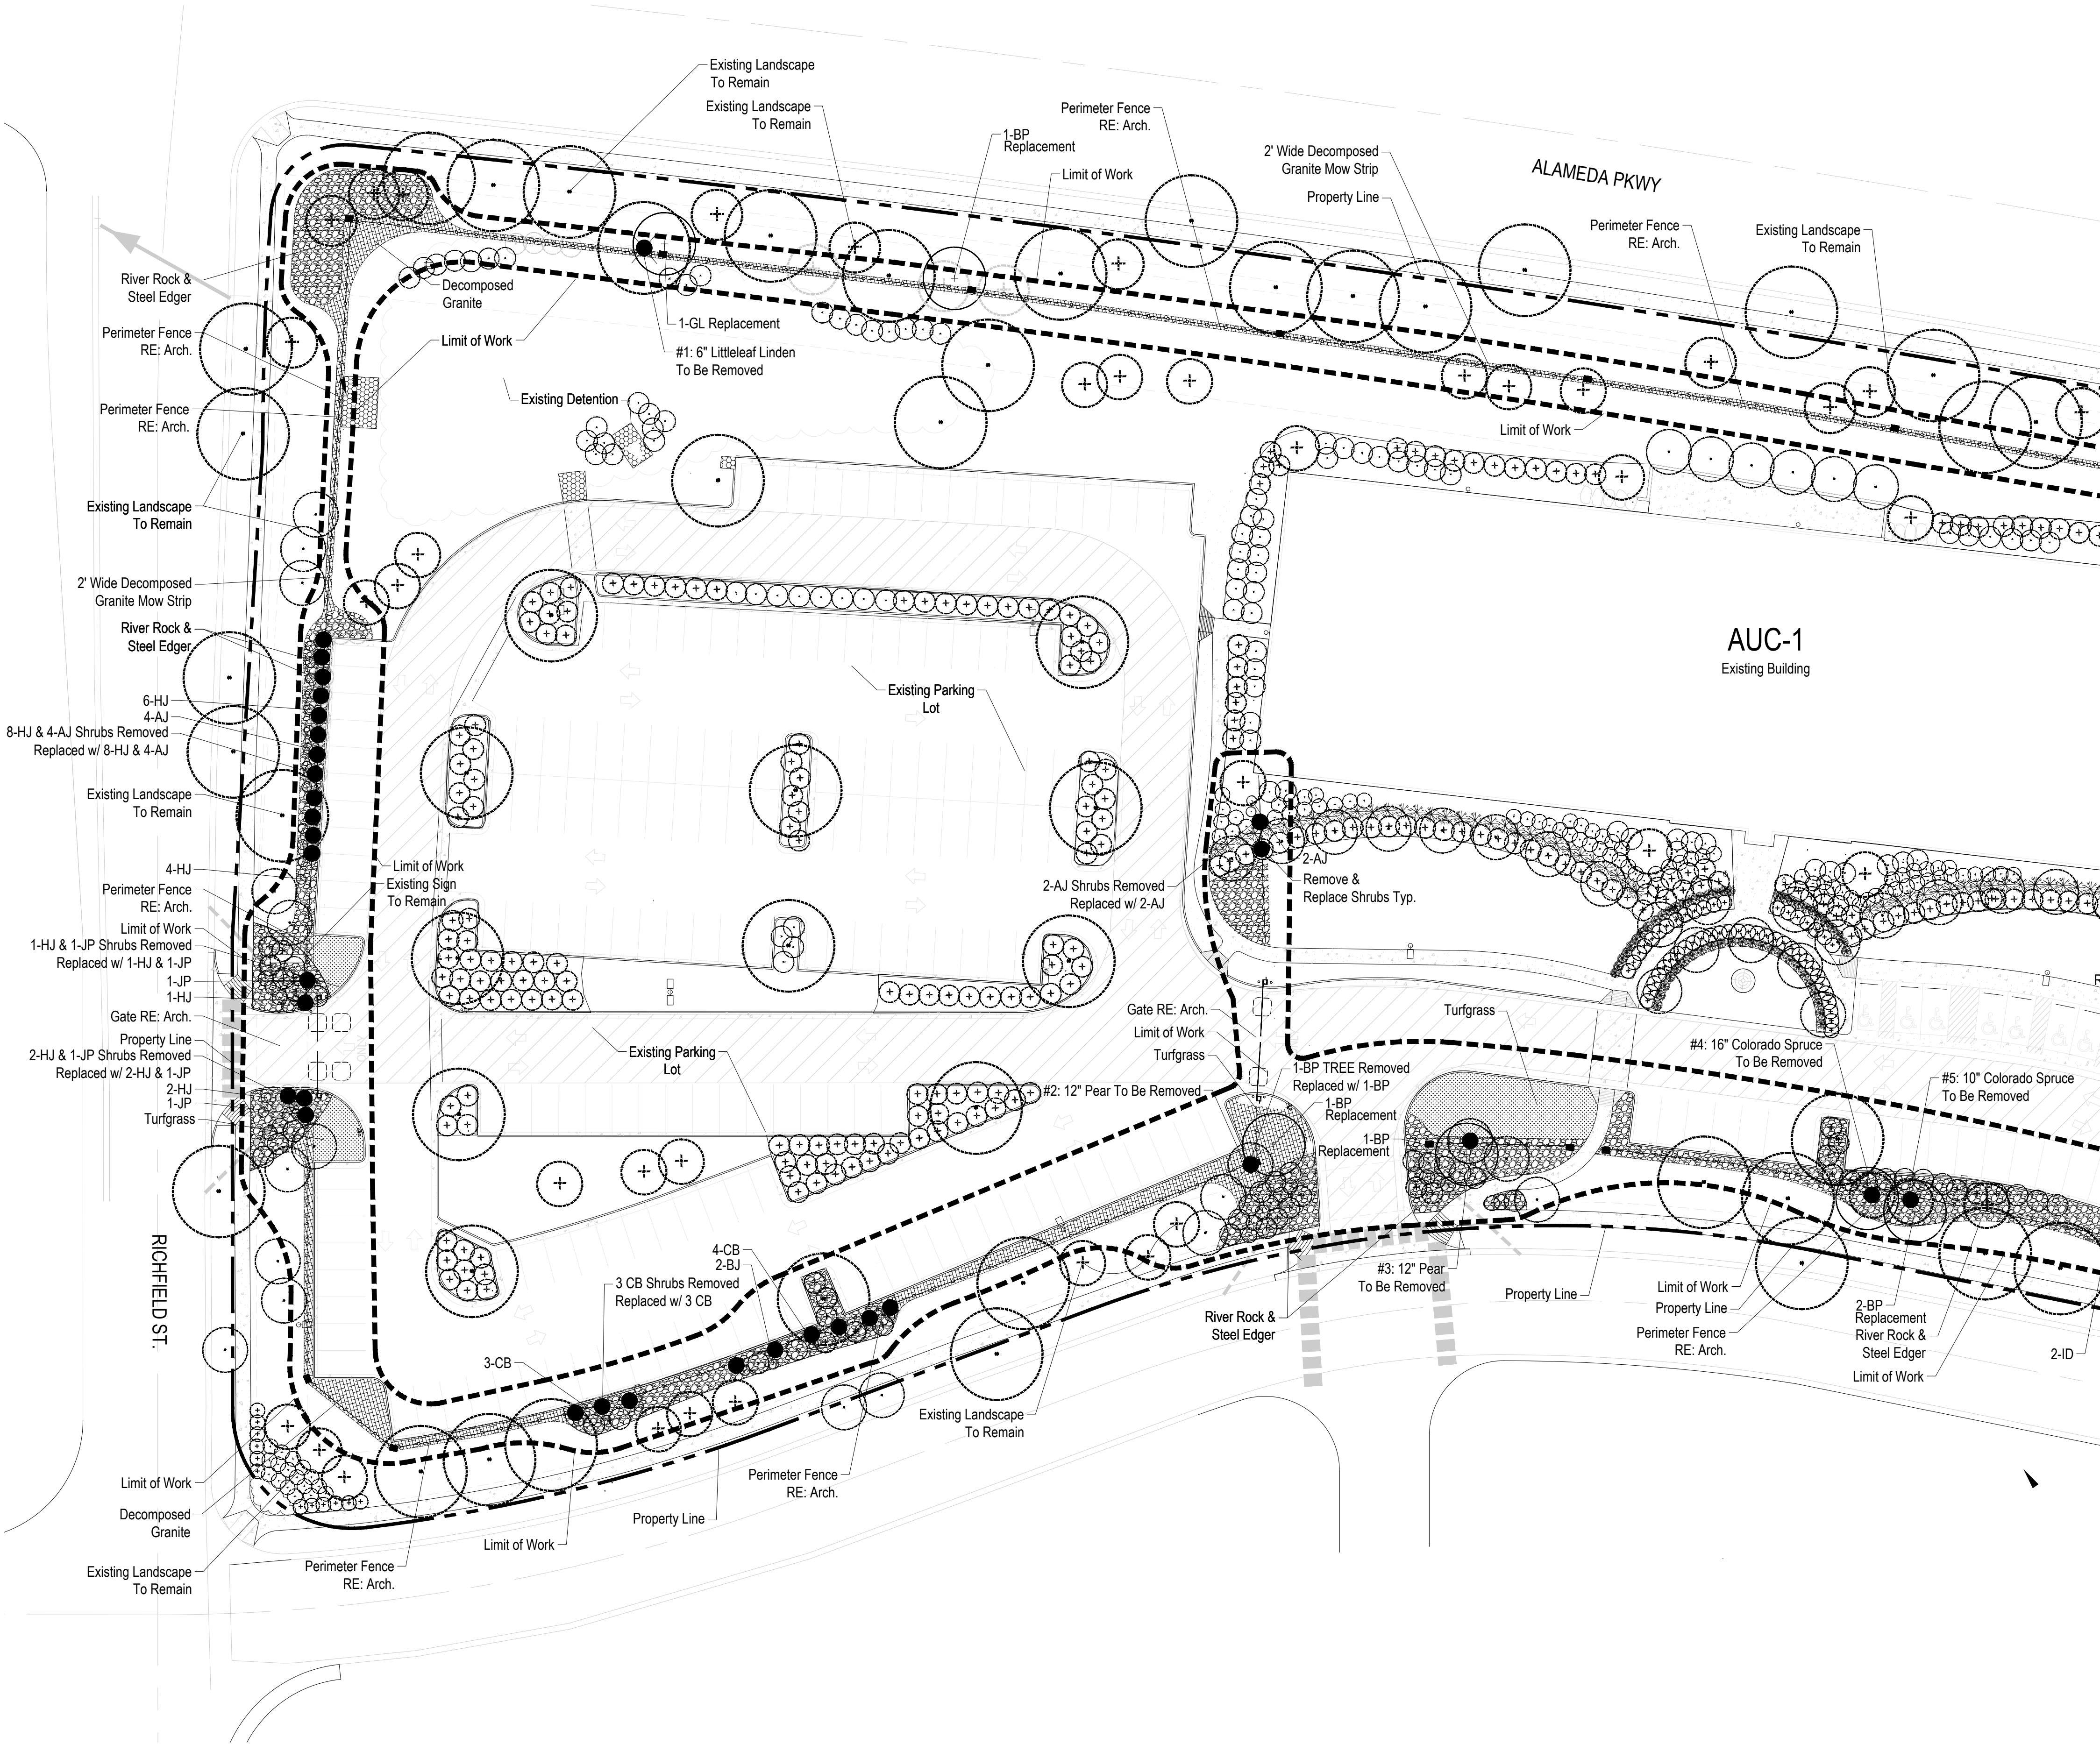 Existing Landscape
To Remain
Existing Landscape
To Remain
Perimeter Fence
RE: Arch.
1-BP
Replacement
Limit of Work
2' Wide Decomposed
Granite Mow Strip
Property Line
ALAMEDA PKWY
Perimeter Fence
RE: Arch.
Existing Landscape
To Remain
River Rock &
Steel Edger
Decomposed
Granite
Perimeter Fence
RE: Arch.
Limit of Work
1-GL Replacement
#1: 6" Littleleaf Linden
To Be Removed
Perimeter Fence
RE: Arch.
Existing Detention
Limit of Work
Existing Landscape
To Remain
2' Wide Decomposed
Granite Mow Strip
River Rock &
Steel Edger
AUC-1
Existing Building
6-HJ
4-AJ
8-HJ & 4-AJ Shrubs Removed
Replaced w/ 8-HJ & 4-AJ
Existing Parking
Lot
Existing Landscape
To Remain
4-HJ
Limit of Work
Existing Sign
To Remain
Perimeter Fence
RE: Arch.
2-AJ
2-AJ Shrubs Removed
Replaced w/ 2-AJ
Remove &
Replace Shrubs Typ.
Limit of Work
1-HJ & 1-JP Shrubs Removed
Replaced w/ 1-HJ & 1-JP
1-JP
1-HJ
Gate RE: Arch.
Property Line
2-HJ & 1-JP Shrubs Removed
Replaced w/ 2-HJ & 1-JP
2-HJ
1-JP
Turfgrass
Existing Parking
Lot
Gate RE: Arch.
Limit of Work
Turfgrass
Turfgrass
#4: 16" Colorado Spruce
To Be Removed
#5: 10" Colorado Spruce
To Be Removed
1-BP TREE Removed
Replaced w/ 1-BP
#2: 12" Pear To Be Removed
1-BP
Replacement
1-BP
Replacement
RICHFIELD ST.
4-CB
2-BJ
3 CB Shrubs Removed
Replaced w/ 3 CB
3-CB
#3: 12" Pear
To Be Removed
River Rock &
Steel Edger
Property Line
Limit of Work
Property Line
Perimeter Fence
RE: Arch.
2-BP
Replacement
River Rock &
Steel Edger
Limit of Work
2-ID
Existing Landscape
To Remain
Perimeter Fence
RE: Arch.
Property Line
Limit of Work
Limit of Work
Decomposed
Granite
Existing Landscape
To Remain
Perimeter Fence
RE: Arch.